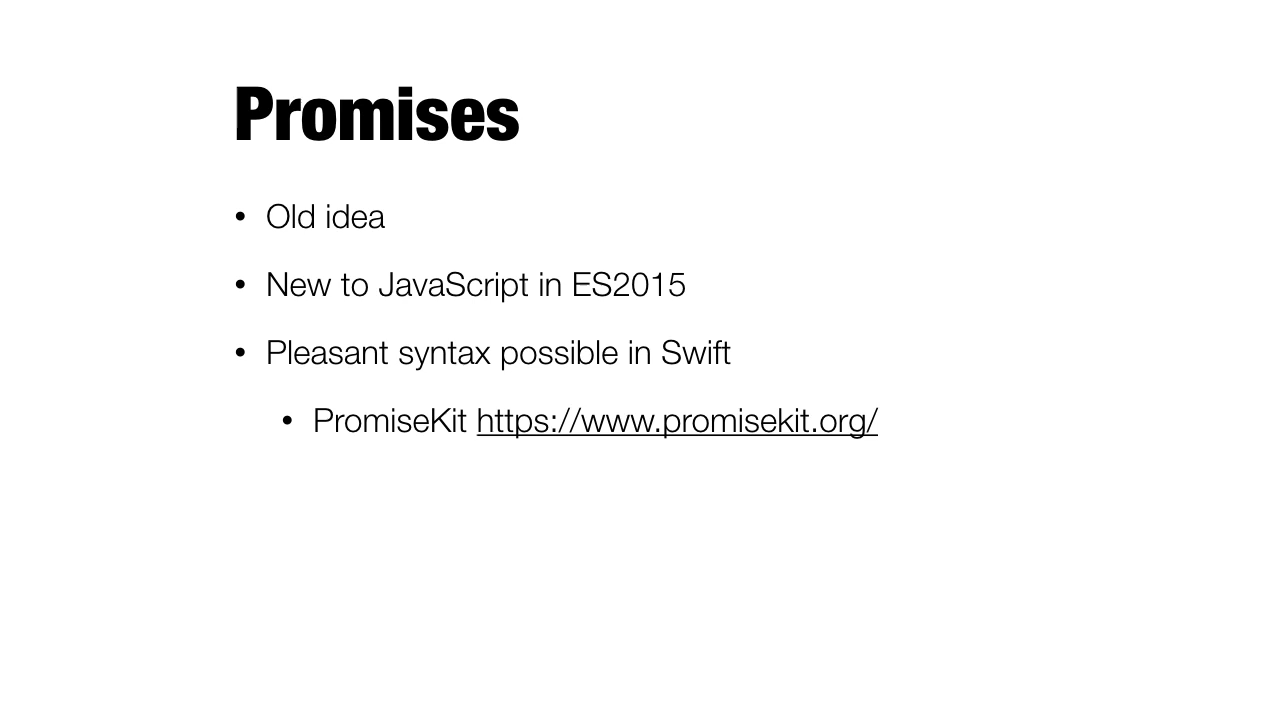 Promises
• Old idea
• New to JavaScript in ES2015
• Pleasant syntax possible in Swift
• PromiseKit https://www.promisekit.org/